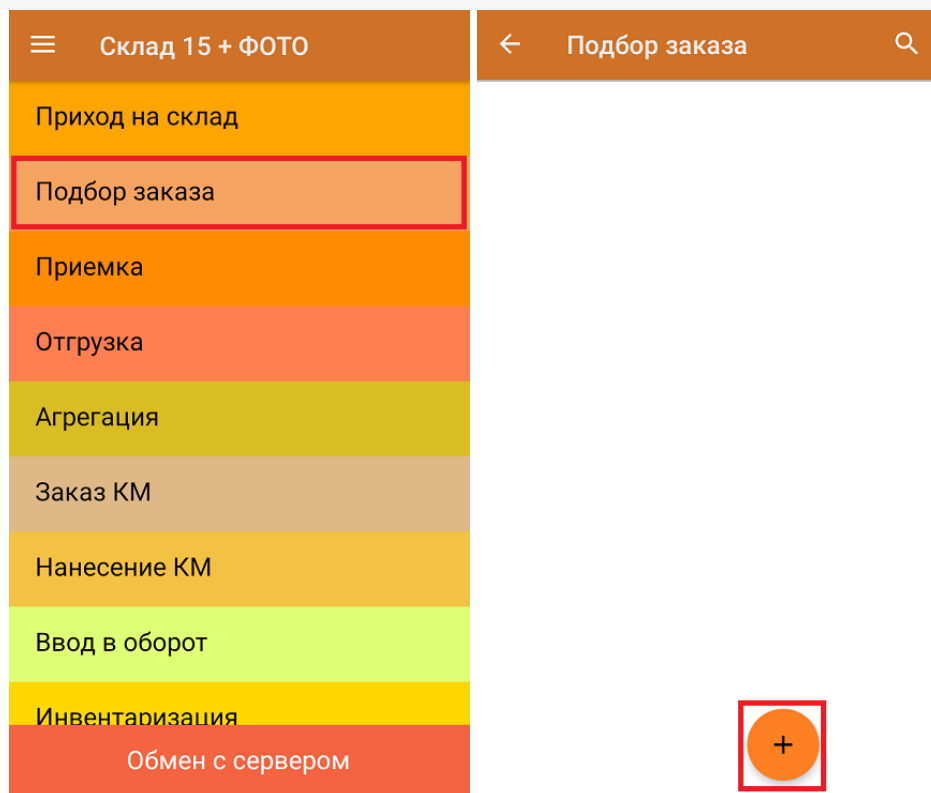 Склад 15 + ФОТО
Приход на склад
Подбор заказа
Приемка
Отгрузка
Агрегация
Заказ КМ
Нанесение КМ
Ввод в оборот
Инвентаризация
Обмен с сервером
Подбор заказа
+